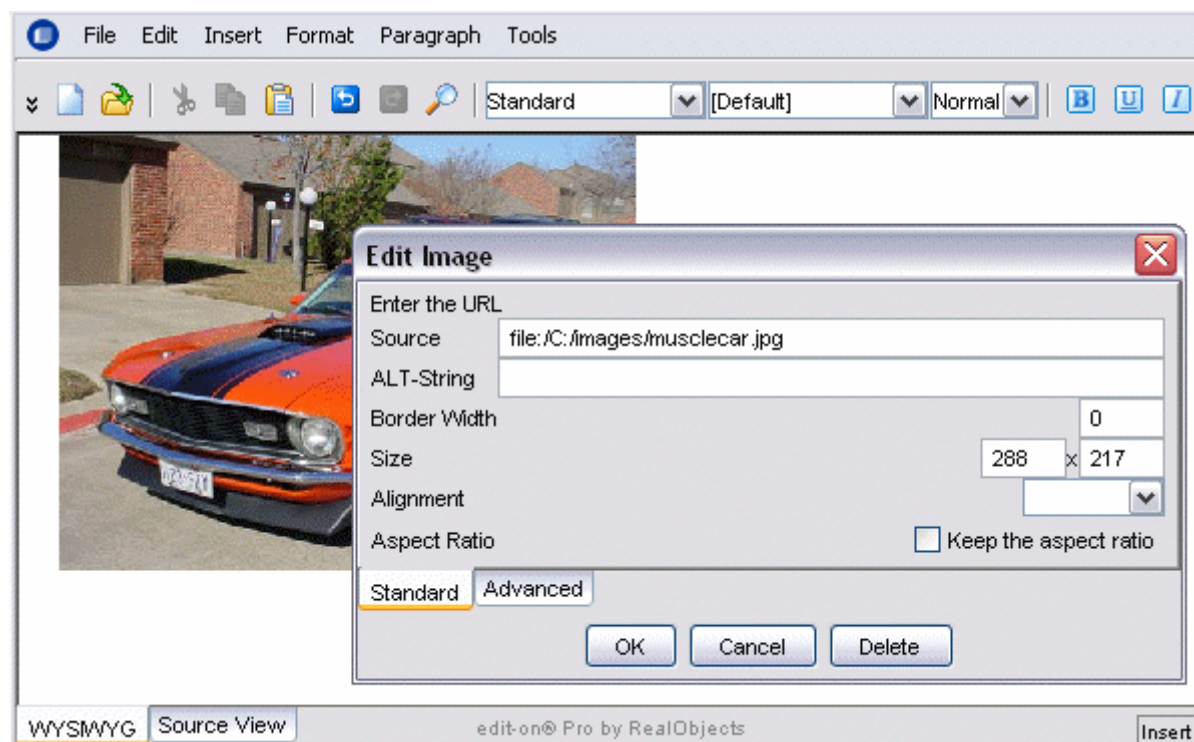 File Edit Insert Format Paragraph Tools
Standard [Default] Normal B U I
Edit Image
Enter the URL
Source file:/C:/images/musclecar.jpg
ALT-String
Border Width 0
Size 288 x 217
Alignment
Aspect Ratio Keep the aspect ratio
Standard Advanced
OK Cancel Delete
WYSIWYG Source View edit-on® Pro by RealObjects Insert